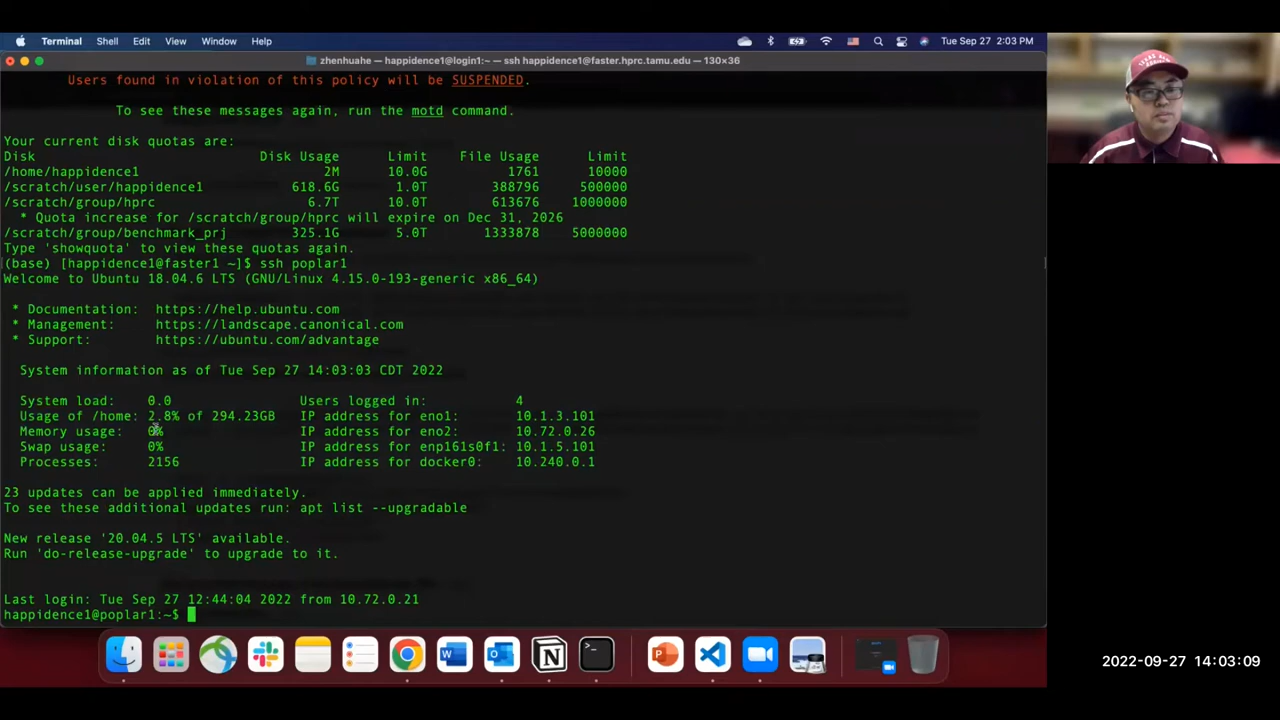 Terminal Shell Edit View Window Help Tue Sep 27 2:03 PM
zhenhuahe — happidence1@login1:~ — ssh happidence1@faster.hprc.tamu.edu — 130×36
Users found in violation of this policy will be SUSPENDED.
To see these messages again, run the motd command.
Your current disk quotas are:
Disk Disk Usage Limit File Usage Limit
/home/happidence1 2M 10.0G 1761 10000
/scratch/user/happidence1 618.6G 1.0T 388796 500000
/scratch/group/hprc 6.7T 10.0T 613676 1000000
* Quota increase for /scratch/group/hprc will expire on Dec 31, 2026
/scratch/group/benchmark_prj 325.1G 5.0T 1333878 5000000
Type 'showquota' to view these quotas again.
(base) [happidence1@faster1 ~]$ ssh poplar1
Welcome to Ubuntu 18.04.6 LTS (GNU/Linux 4.15.0-193-generic x86_64)
* Documentation: https://help.ubuntu.com
* Management: https://landscape.canonical.com
* Support: https://ubuntu.com/advantage
System information as of Tue Sep 27 14:03:03 CDT 2022
System load: 0.0 Users logged in: 4
Usage of /home: 2.8% of 294.23GB IP address for eno1: 10.1.3.101
Memory usage: 0% IP address for eno2: 10.72.0.26
Swap usage: 0% IP address for enp161s0f1: 10.1.5.101
Processes: 2156 IP address for docker0: 10.240.0.1
23 updates can be applied immediately.
To see these additional updates run: apt list --upgradable
New release '20.04.5 LTS' available.
Run 'do-release-upgrade' to upgrade to it.
Last login: Tue Sep 27 12:44:04 2022 from 10.72.0.21
happidence1@poplar1:~$
2022-09-27 14:03:09